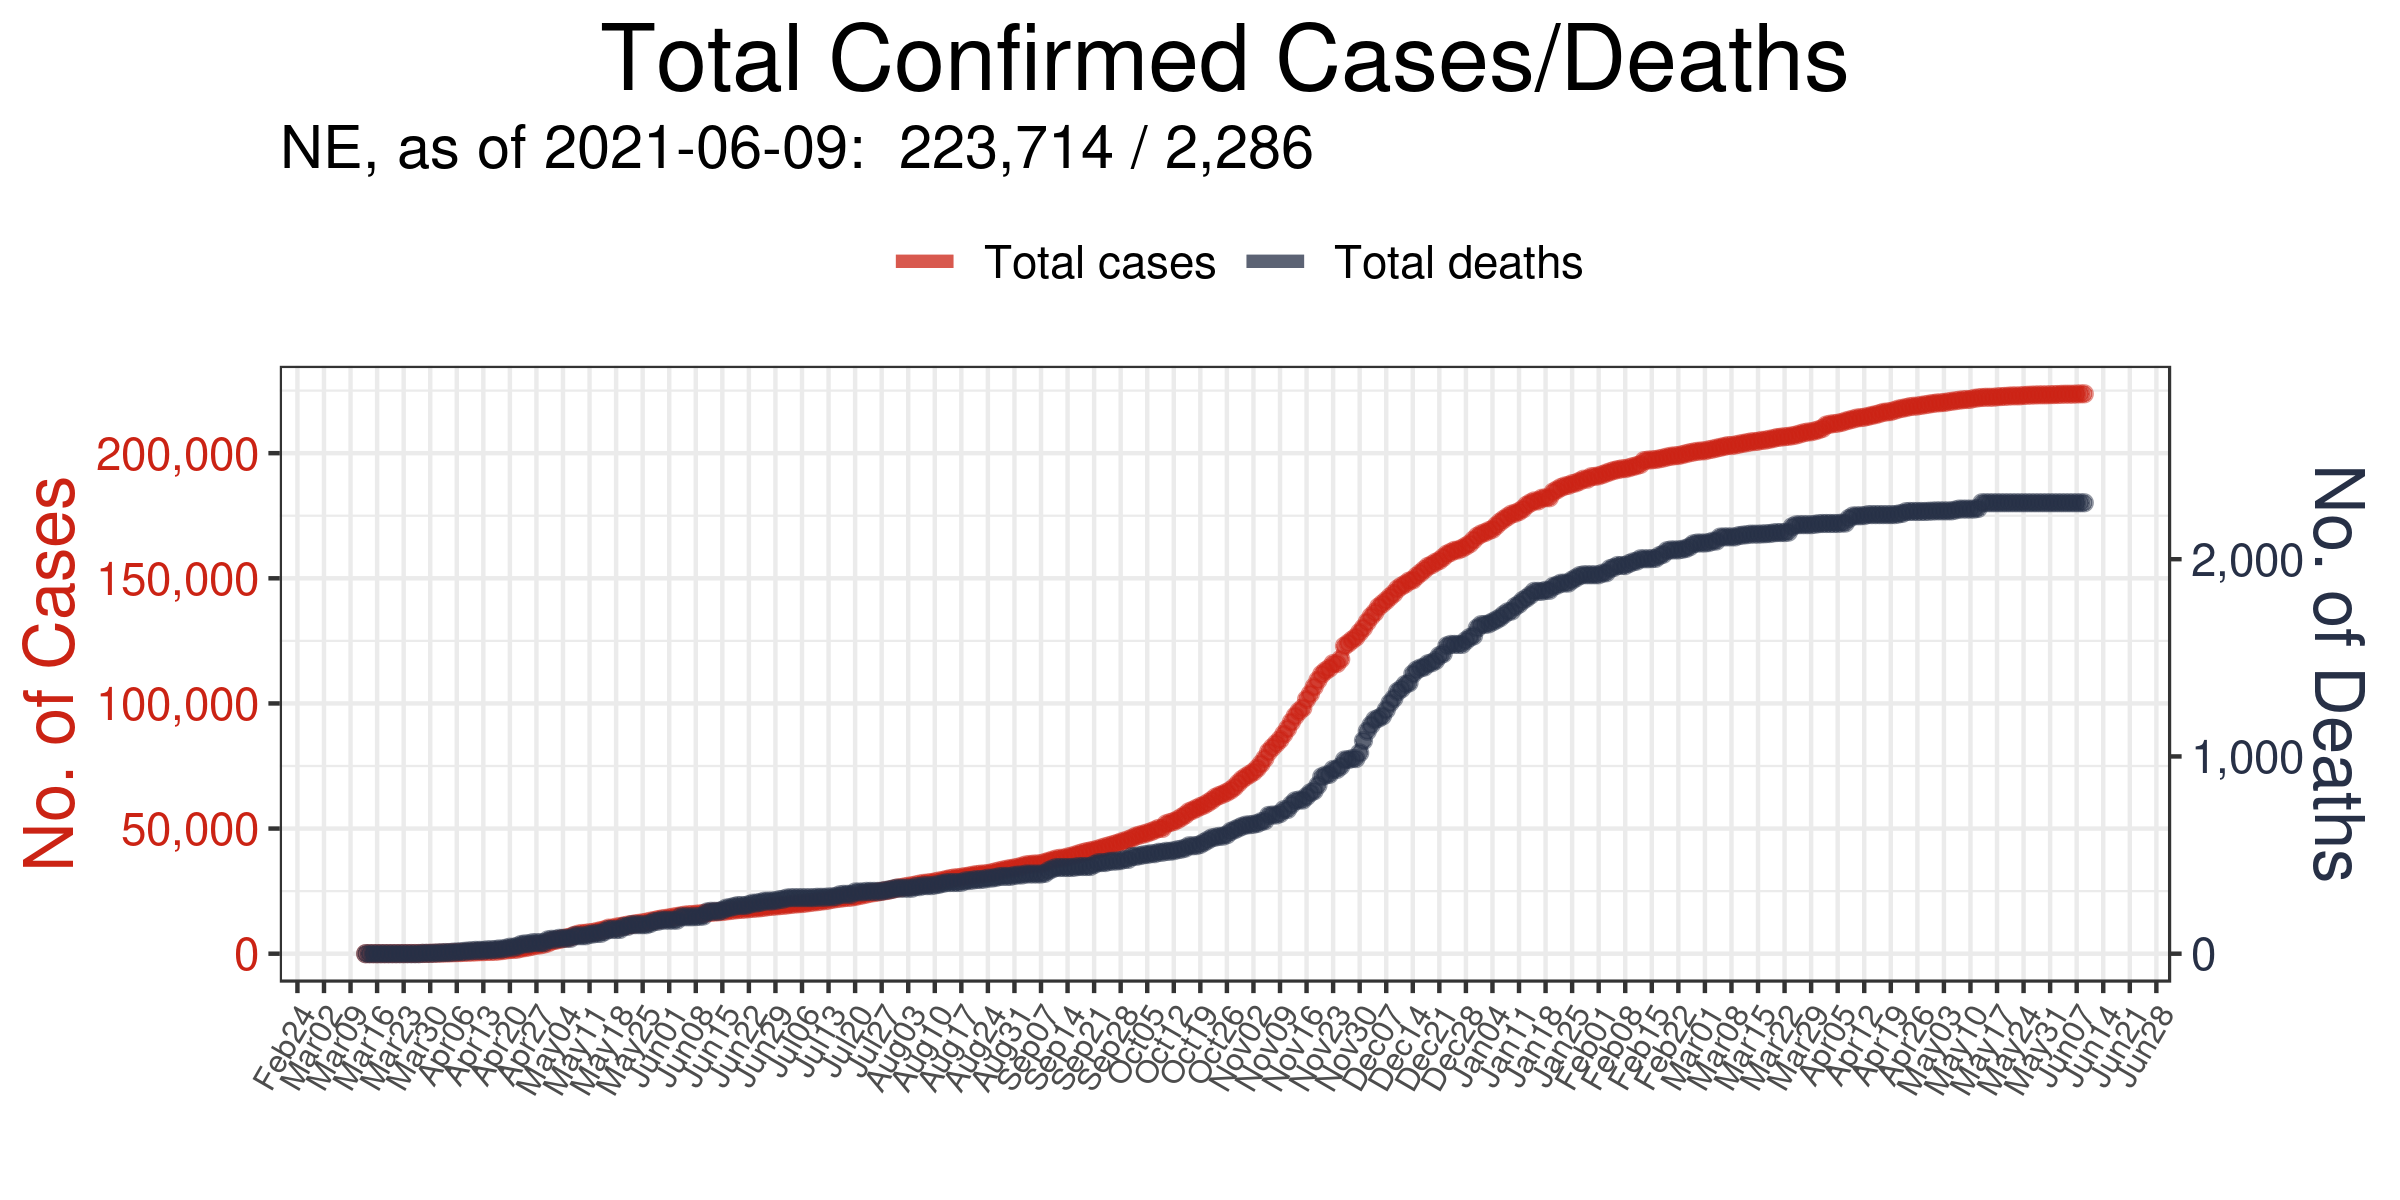 Total Confirmed Cases/Deaths
NE, as of 2021-06-09: 223,714 / 2,286
Total cases
Total deaths
No. of Cases
200,000
150,000
100,000
50,000
0
No. of Deaths
2,000
1,000
0
Feb24
Mar02
Mar09
Mar16
Mar23
Mar30
Apr06
Apr13
Apr20
Apr27
May04
May11
May18
May25
Jun01
Jun08
Jun15
Jun22
Jun29
Jul06
Jul13
Jul20
Jul27
Aug03
Aug10
Aug17
Aug24
Aug31
Sep07
Sep14
Sep21
Sep28
Oct05
Oct12
Oct19
Oct26
Nov02
Nov09
Nov16
Nov23
Nov30
Dec07
Dec14
Dec21
Dec28
Jan04
Jan11
Jan18
Jan25
Feb01
Feb08
Feb15
Feb22
Mar01
Mar08
Mar15
Mar22
Mar29
Apr05
Apr12
Apr19
Apr26
May03
May10
May17
May24
May31
Jun07
Jun14
Jun21
Jun28